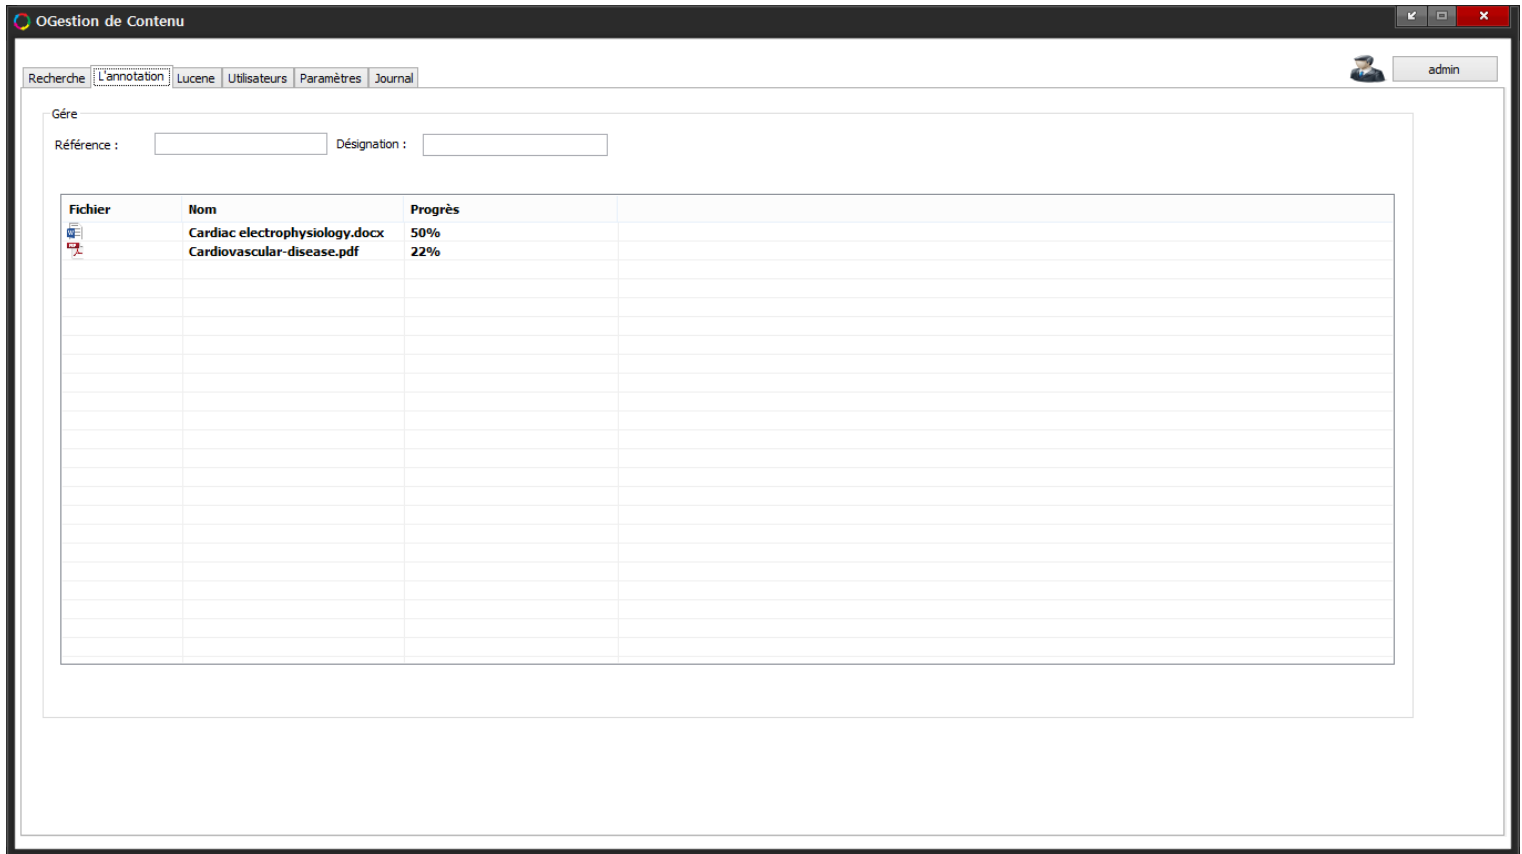 OGestion de Contenu
admin
Recherche L'annotation Lucene Utilisateurs Paramètres Journal
Gére
Référence : Désignation :
Fichier Nom Progrès
Cardiac electrophysiology.docx 50%
Cardiovascular-disease.pdf 22%